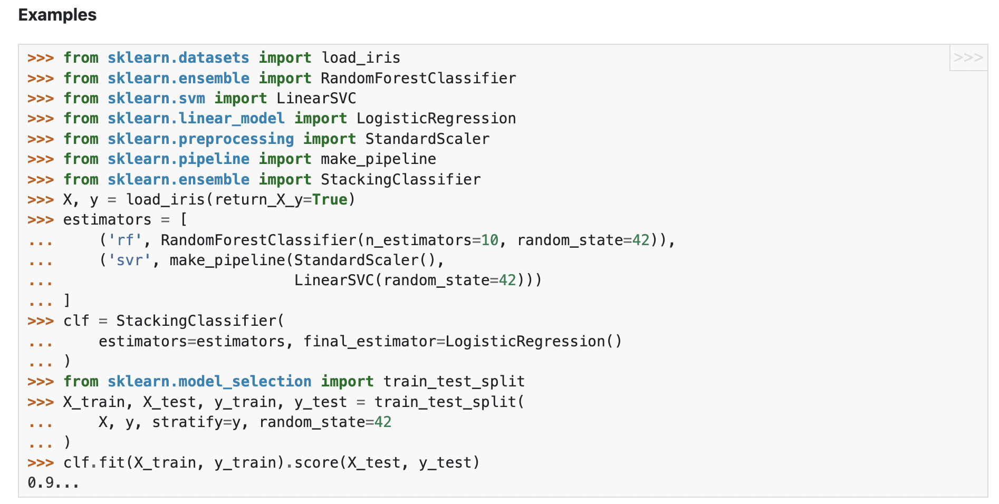 Examples
>>>
>>> from sklearn.datasets import load_iris
>>> from sklearn.ensemble import RandomForestClassifier
>>> from sklearn.svm import LinearSVC
>>> from sklearn.linear_model import LogisticRegression
>>> from sklearn.preprocessing import StandardScaler
>>> from sklearn.pipeline import make_pipeline
>>> from sklearn.ensemble import StackingClassifier
>>> X, y = load_iris(return_X_y=True)
>>> estimators = [
...     ('rf', RandomForestClassifier(n_estimators=10, random_state=42)),
...     ('svr', make_pipeline(StandardScaler(),
...                           LinearSVC(random_state=42)))
... ]
>>> clf = StackingClassifier(
...     estimators=estimators, final_estimator=LogisticRegression()
... )
>>> from sklearn.model_selection import train_test_split
>>> X_train, X_test, y_train, y_test = train_test_split(
...     X, y, stratify=y, random_state=42
... )
>>> clf.fit(X_train, y_train).score(X_test, y_test)
0.9...